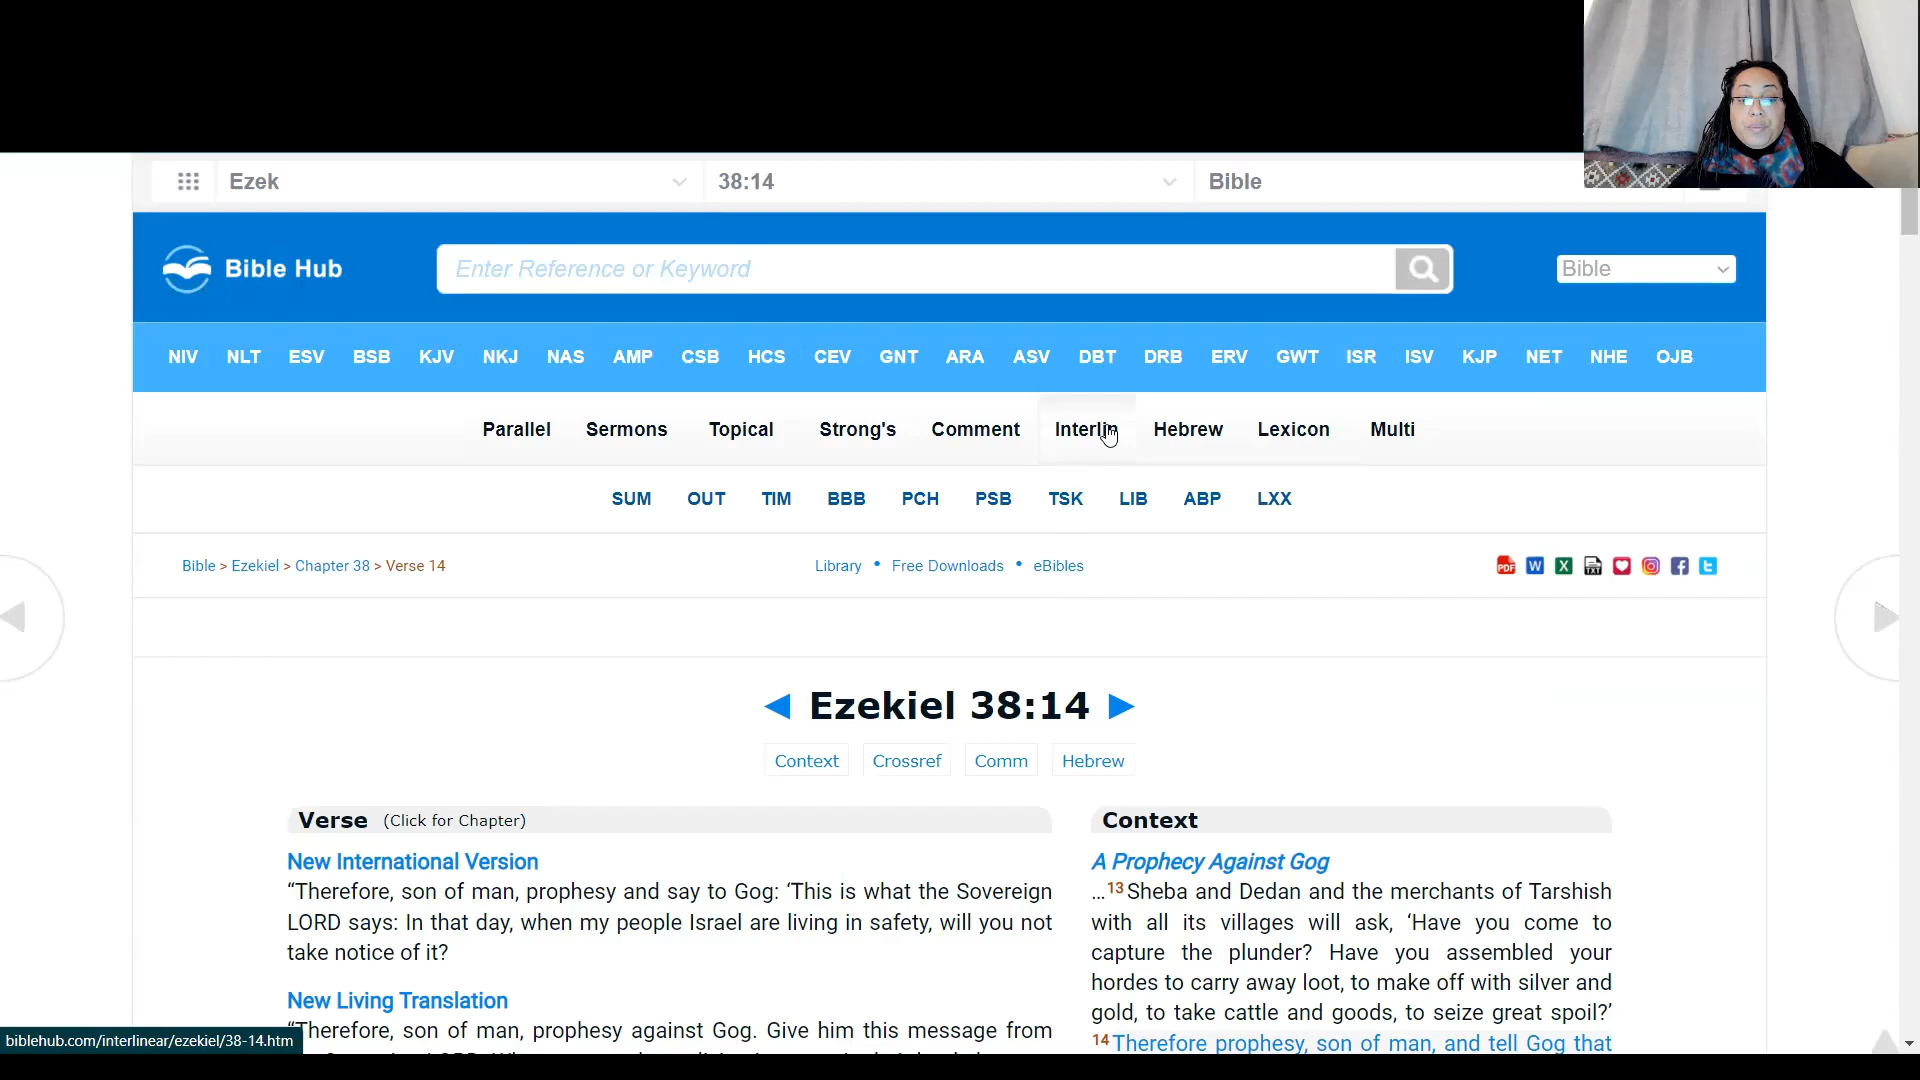 Ezek
38:14
Bible
Bible Hub
Enter Reference or Keyword
Bible
NIV NLT ESV BSB KJV NKJ NAS AMP CSB HCS CEV GNT ARA ASV DBT DRB ERV GWT ISR ISV KJP NET NHE OJB
Parallel Sermons Topical Strong's Comment Interlin Hebrew Lexicon Multi
SUM OUT TIM BBB PCH PSB TSK LIB ABP LXX
Bible > Ezekiel > Chapter 38 > Verse 14
Library • Free Downloads • eBibles
◄ Ezekiel 38:14 ►
Context Crossref Comm Hebrew
Verse (Click for Chapter)
New International Version
“Therefore, son of man, prophesy and say to Gog: ‘This is what the Sovereign
LORD says: In that day, when my people Israel are living in safety, will you not
take notice of it?
New Living Translation
“Therefore, son of man, prophesy against Gog. Give him this message from
Context
A Prophecy Against Gog
…13Sheba and Dedan and the merchants of Tarshish
with all its villages will ask, ‘Have you come to
capture the plunder? Have you assembled your
hordes to carry away loot, to make off with silver and
gold, to take cattle and goods, to seize great spoil?’
14Therefore prophesy, son of man, and tell Gog that
biblehub.com/interlinear/ezekiel/38-14.htm